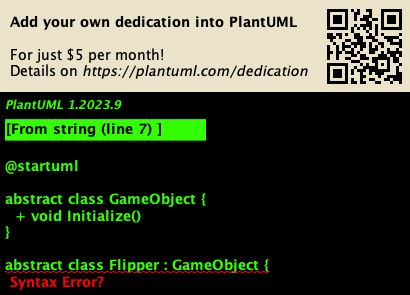 Add your own dedication into PlantUML
For just $5 per month!
Details on https://plantuml.com/dedication
PlantUML 1.2023.9
[From string (line 7) ]
@startuml
abstract class GameObject {
+ void Initialize()
}
abstract class Flipper : GameObject {
Syntax Error?